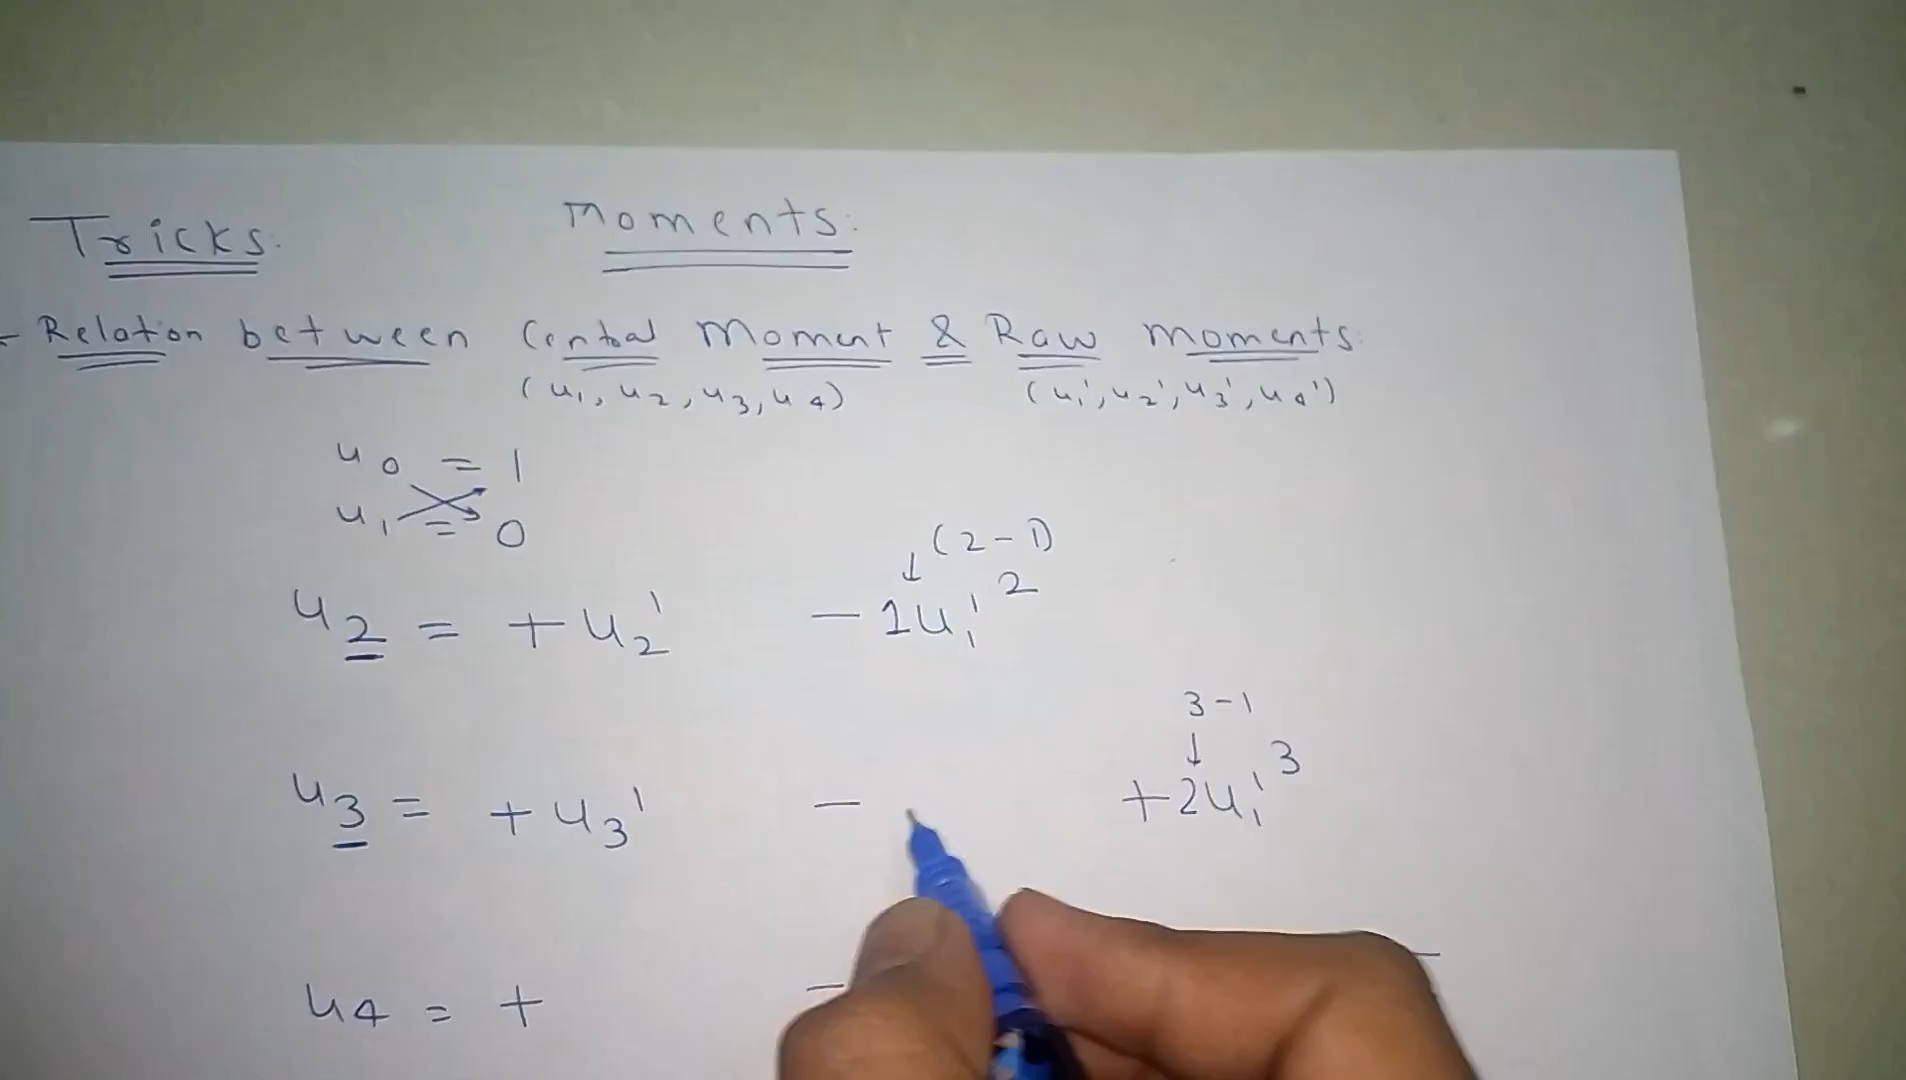 Tricks: Moments:
- Relaton between Central Moment & Raw Moments:
(u₁, u₂, u₃, u₄) (u₁', u₂', u₃', u₄')
u₀ = 1
u₁ = 0
(2-1)
↓
u₂ = + u₂' - 1u₁'²
3-1
↓
u₃ = + u₃' - + 2u₁'³
u₄ = + - -